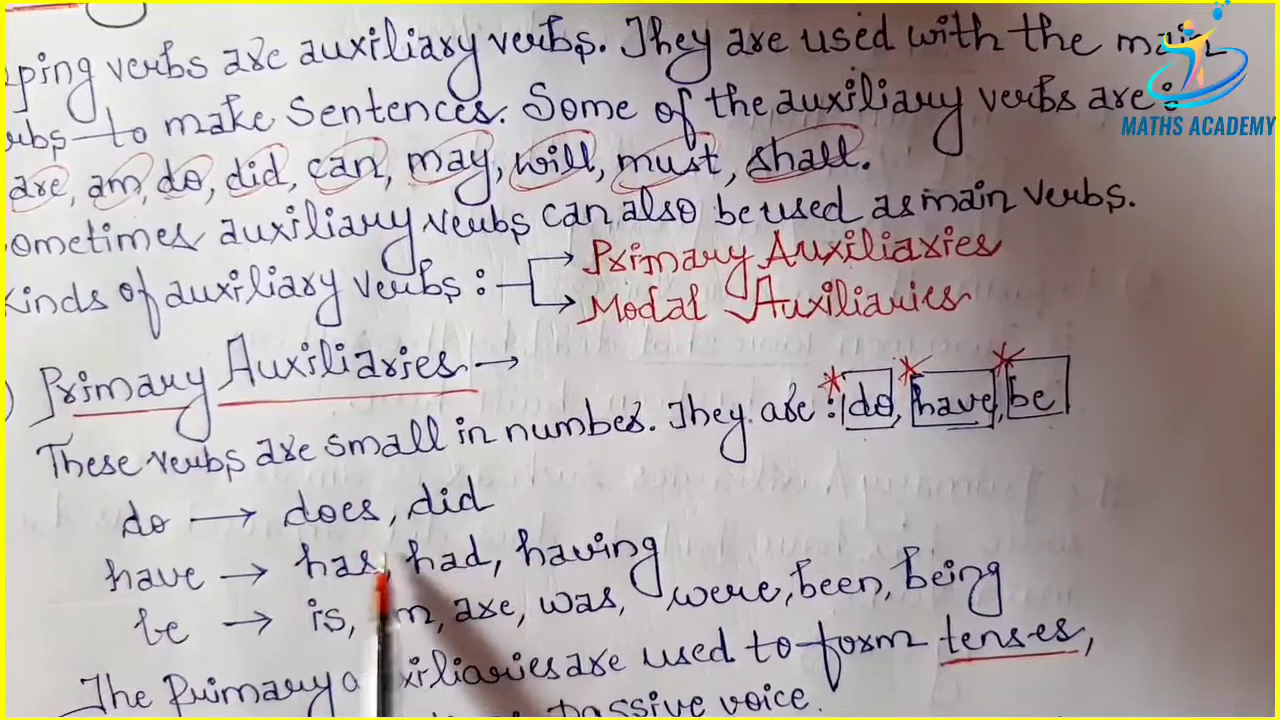 ping verbs are auxiliary verbs. They are used with the main
to make Sentences. Some of the auxiliary verbs are :
MATHS ACADEMY
are, am, do, did, can, may, will, must, shall.
ometimes auxiliary verbs can also be used as main verbs.
Kinds of auxiliary verbs : Primary Auxiliaries
Modal Auxiliaries
Primary Auxiliaries →
These verbs are small in number. They are : do, have, be
do → does, did
have → has, had, having
be → is, am, are, was, were, been, being
The Primary auxiliaries are used to form tenses,
passive voice.